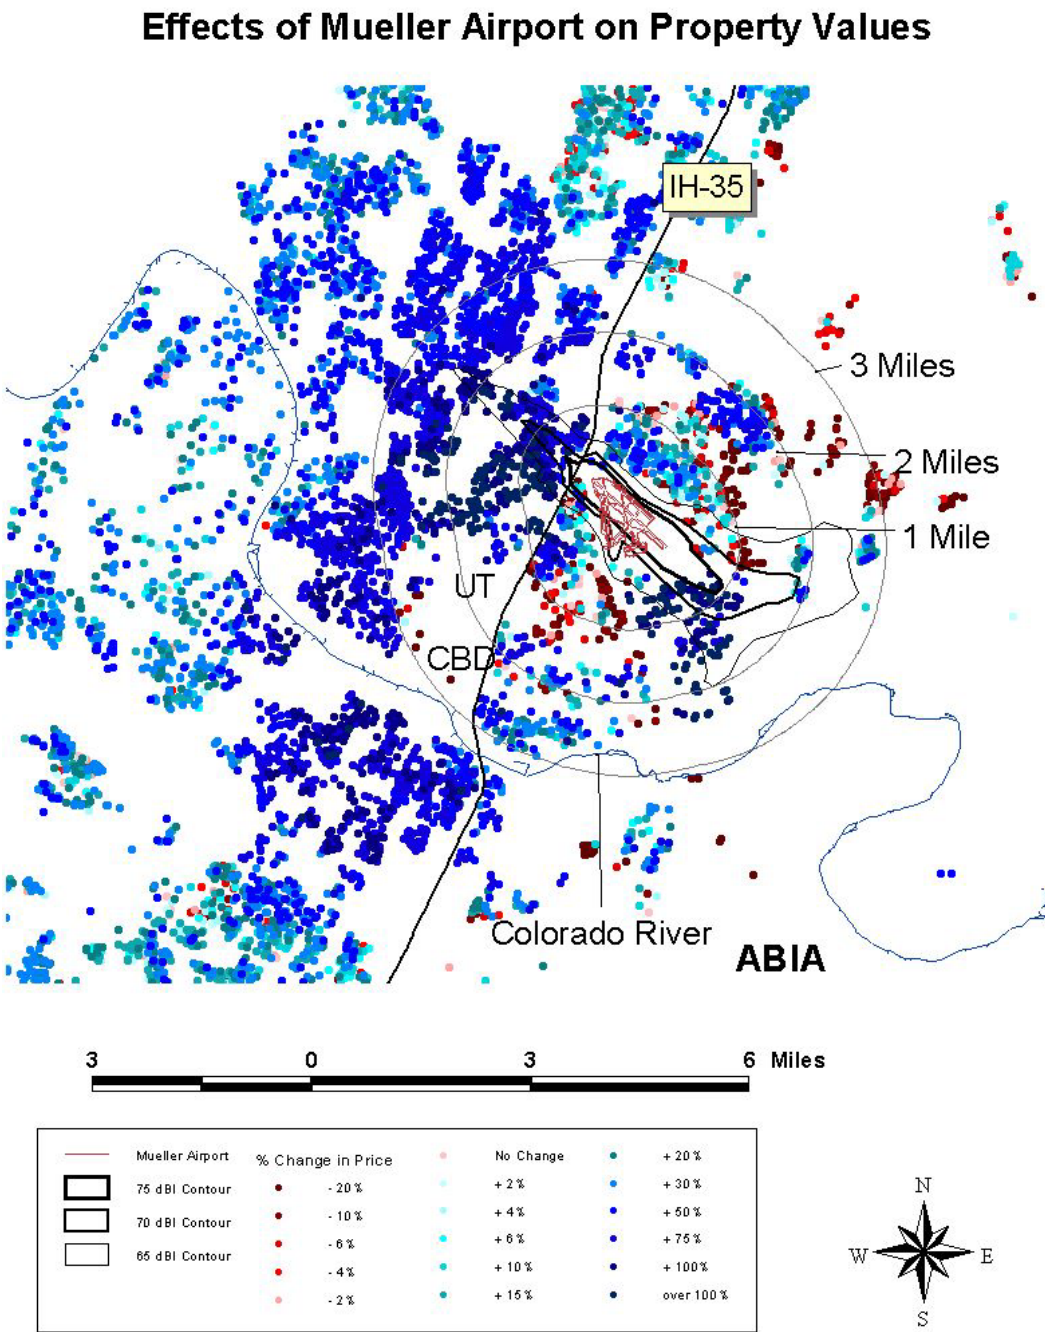 Effects of Mueller Airport on Property Values
IH-35
3 Miles
2 Miles
1 Mile
UT
CBD
Colorado River
ABIA
3 0 3 6 Miles
Mueller Airport
75 dBl Contour
70 dBl Contour
65 dBl Contour
% Change in Price
- 20%
- 10%
- 6%
- 4%
- 2%
No Change
+ 2%
+ 4%
+ 6%
+ 10%
+ 15%
+ 20%
+ 30%
+ 50%
+ 75%
+ 100%
over 100%
N
W E
S